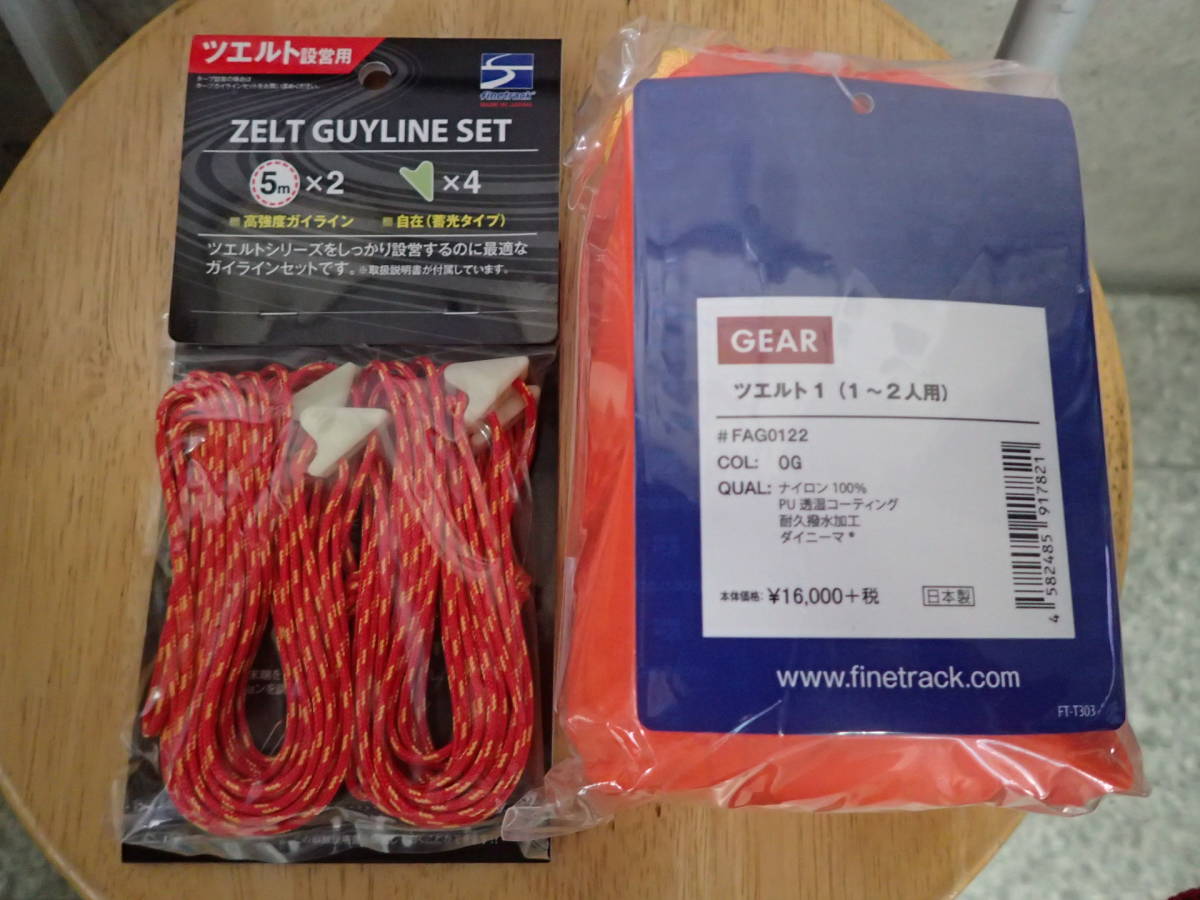 ツエルト設営用
finetrack
MADE IN JAPAN
ZELT GUYLINE SET
5m ×2
×4
■高強度ガイライン ■自在(蓄光タイプ)
ツエルトシリーズをしっかり設営するのに最適な
ガイラインセットです。※取扱説明書が付属しています。
GEAR
ツエルト1(1~2人用)
#FAG0122
COL: OG
QUAL: ナイロン 100%
PU 透湿コーティング
耐久撥水加工
ダイニーマ®
本体価格: ¥16,000+税
日本製
4 582485 917821
www.finetrack.com
FT-T303